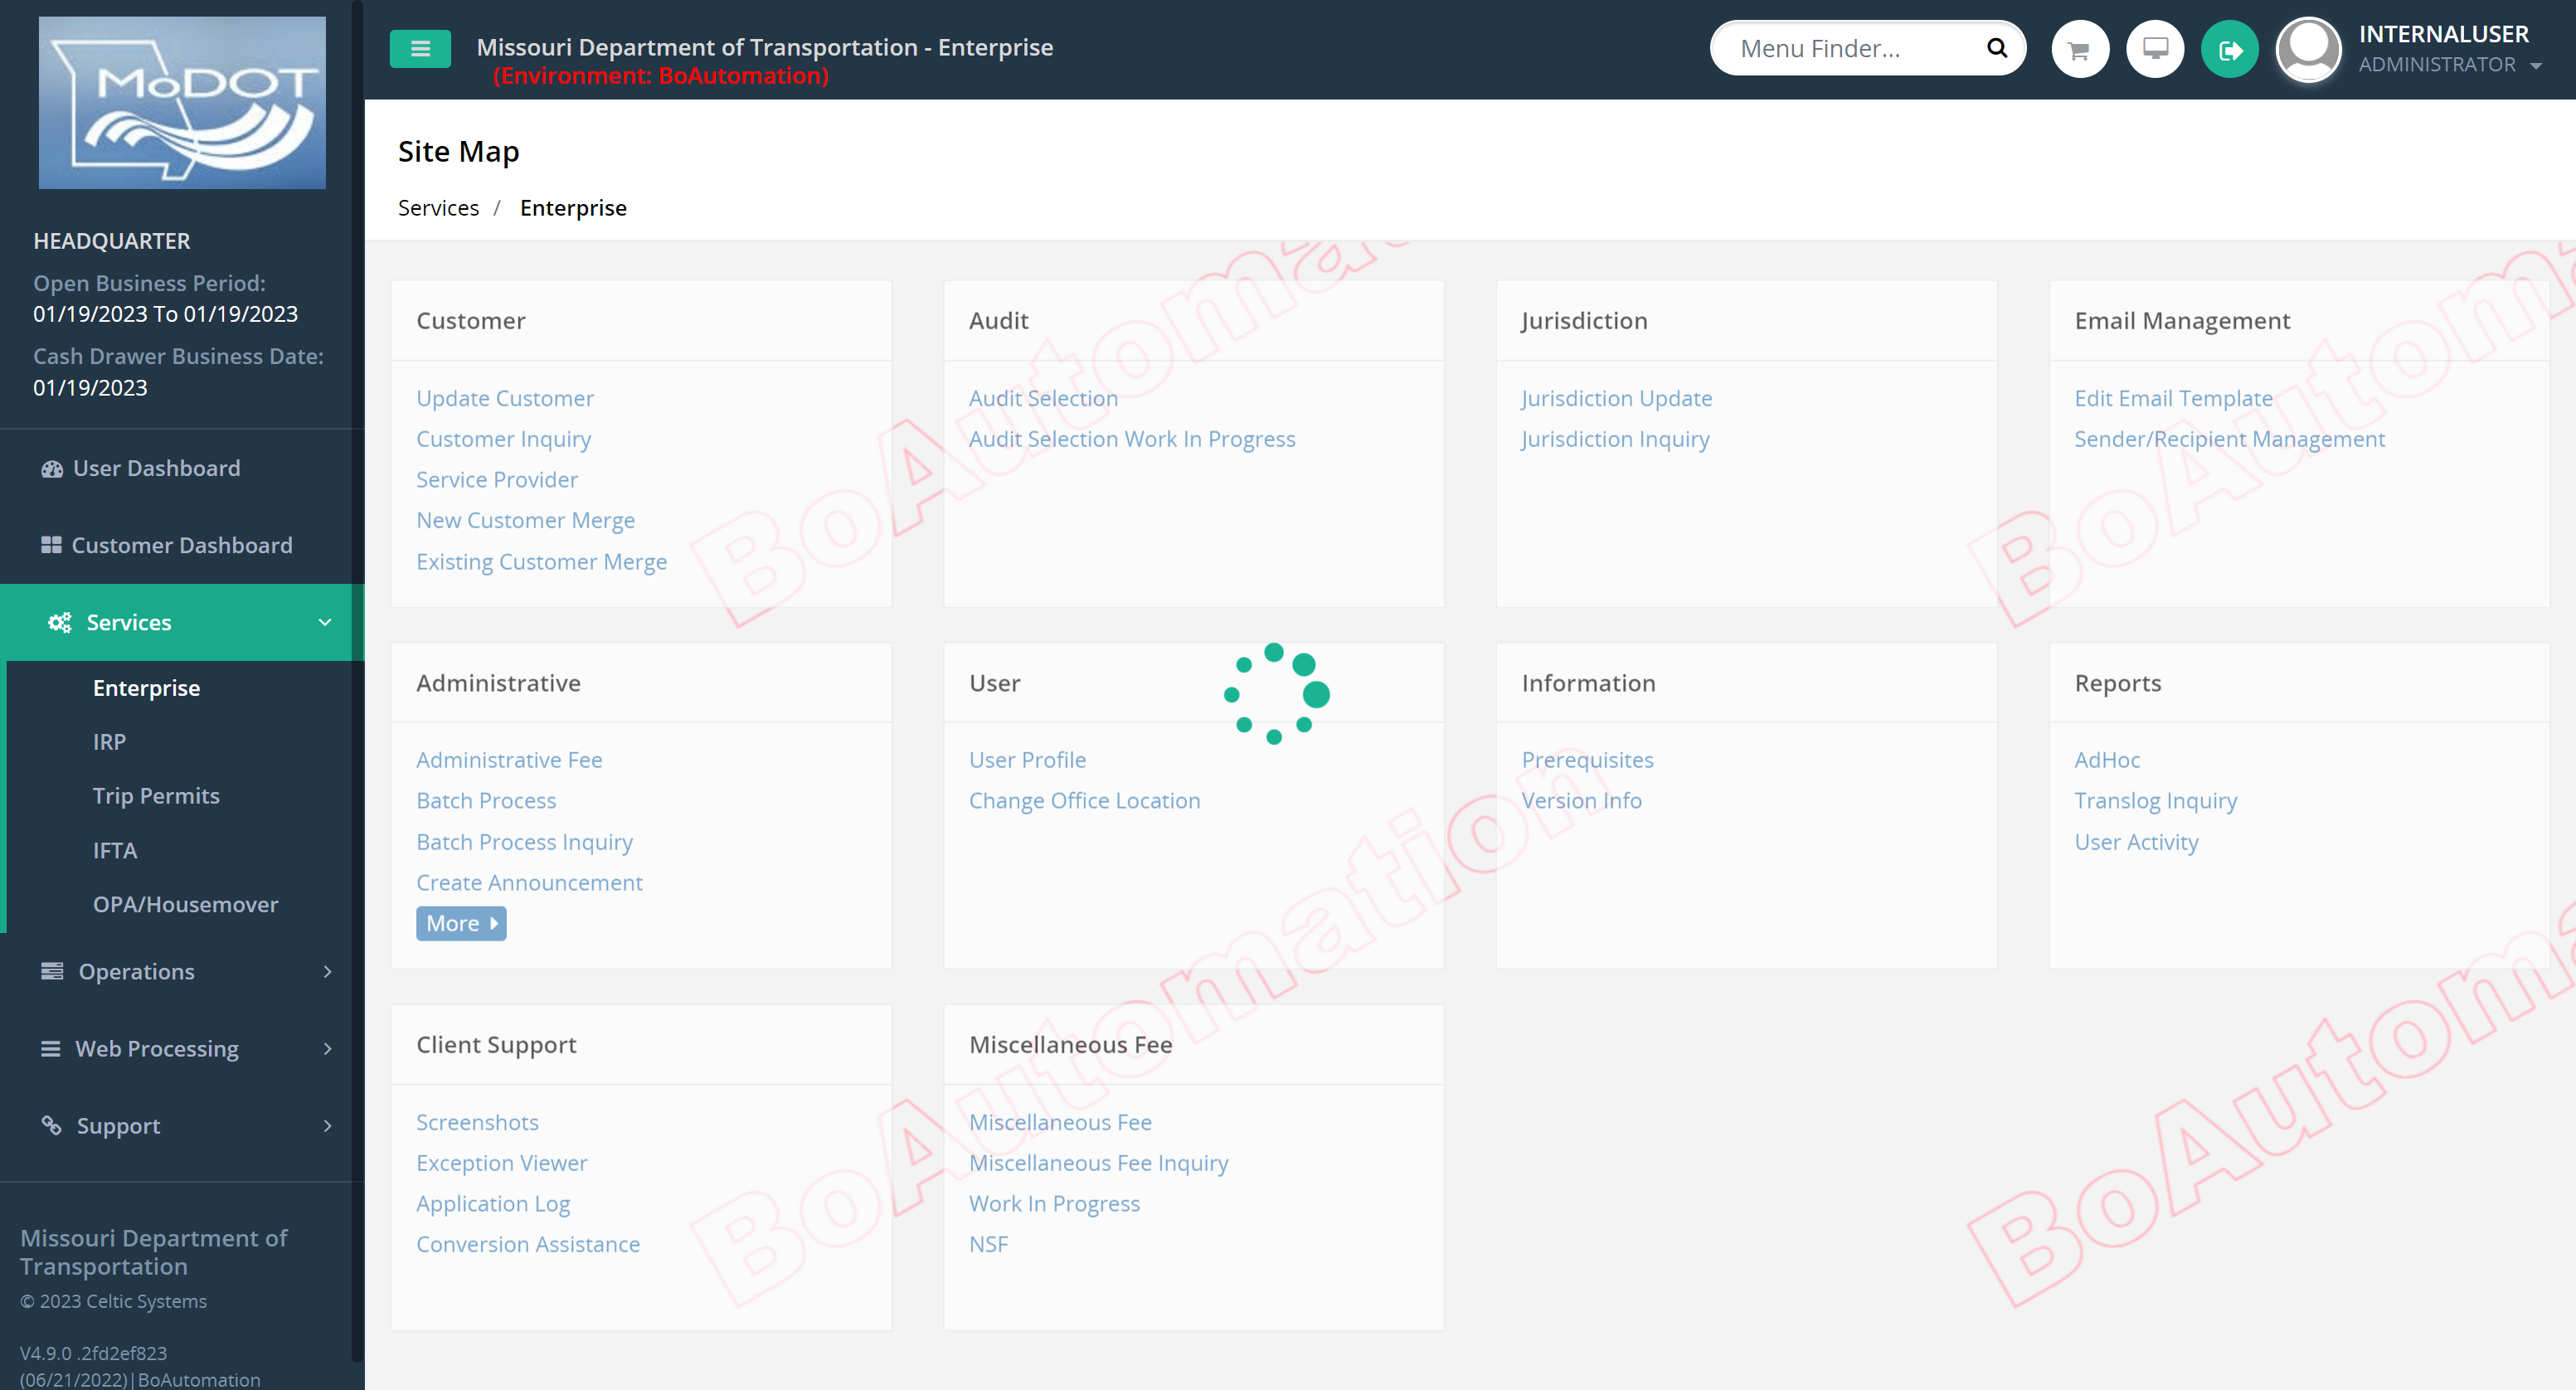 MoDOT
Missouri Department of Transportation - Enterprise
(Environment: BoAutomation)
Menu Finder...
INTERNALUSER
ADMINISTRATOR
HEADQUARTER
Open Business Period:
01/19/2023 To 01/19/2023
Cash Drawer Business Date:
01/19/2023
User Dashboard
Customer Dashboard
Services
Enterprise
IRP
Trip Permits
IFTA
OPA/Housemover
Operations
Web Processing
Support
Missouri Department of
Transportation
© 2023 Celtic Systems
V4.9.0 .2fd2ef823
(06/21/2022)|BoAutomation
Site Map
Services / Enterprise
Customer
Update Customer
Customer Inquiry
Service Provider
New Customer Merge
Existing Customer Merge
Audit
Audit Selection
Audit Selection Work In Progress
Jurisdiction
Jurisdiction Update
Jurisdiction Inquiry
Email Management
Edit Email Template
Sender/Recipient Management
Administrative
Administrative Fee
Batch Process
Batch Process Inquiry
Create Announcement
More
User
User Profile
Change Office Location
Information
Prerequisites
Version Info
Reports
AdHoc
Translog Inquiry
User Activity
Client Support
Screenshots
Exception Viewer
Application Log
Conversion Assistance
Miscellaneous Fee
Miscellaneous Fee
Miscellaneous Fee Inquiry
Work In Progress
NSF
BoAutoma
BoAutom
BoAutomation
BoAutoma